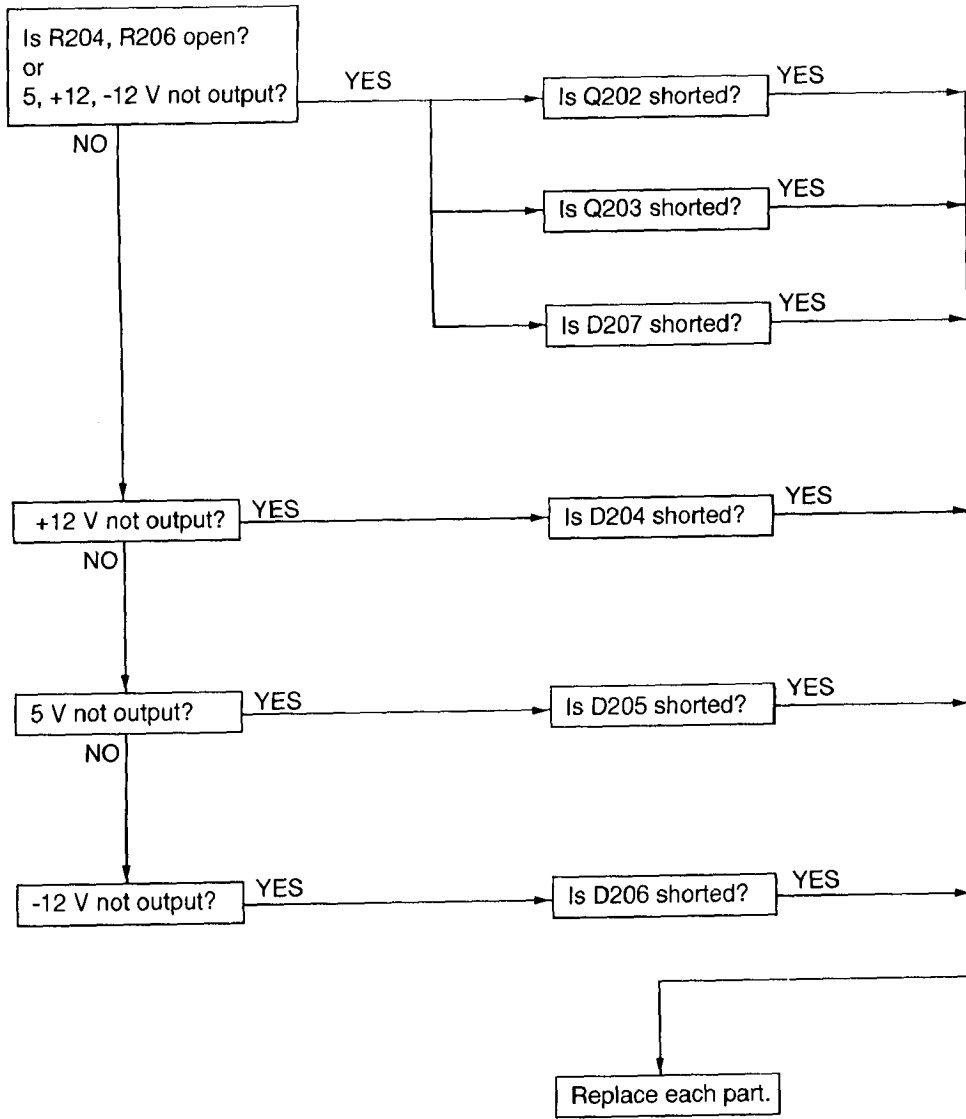 Is R204, R206 open?
or
5, +12, -12 V not output?
YES
Is Q202 shorted?
YES
NO
Is Q203 shorted?
YES
Is D207 shorted?
YES
+12 V not output?
YES
Is D204 shorted?
YES
NO
5 V not output?
YES
Is D205 shorted?
YES
NO
-12 V not output?
YES
Is D206 shorted?
YES
Replace each part.